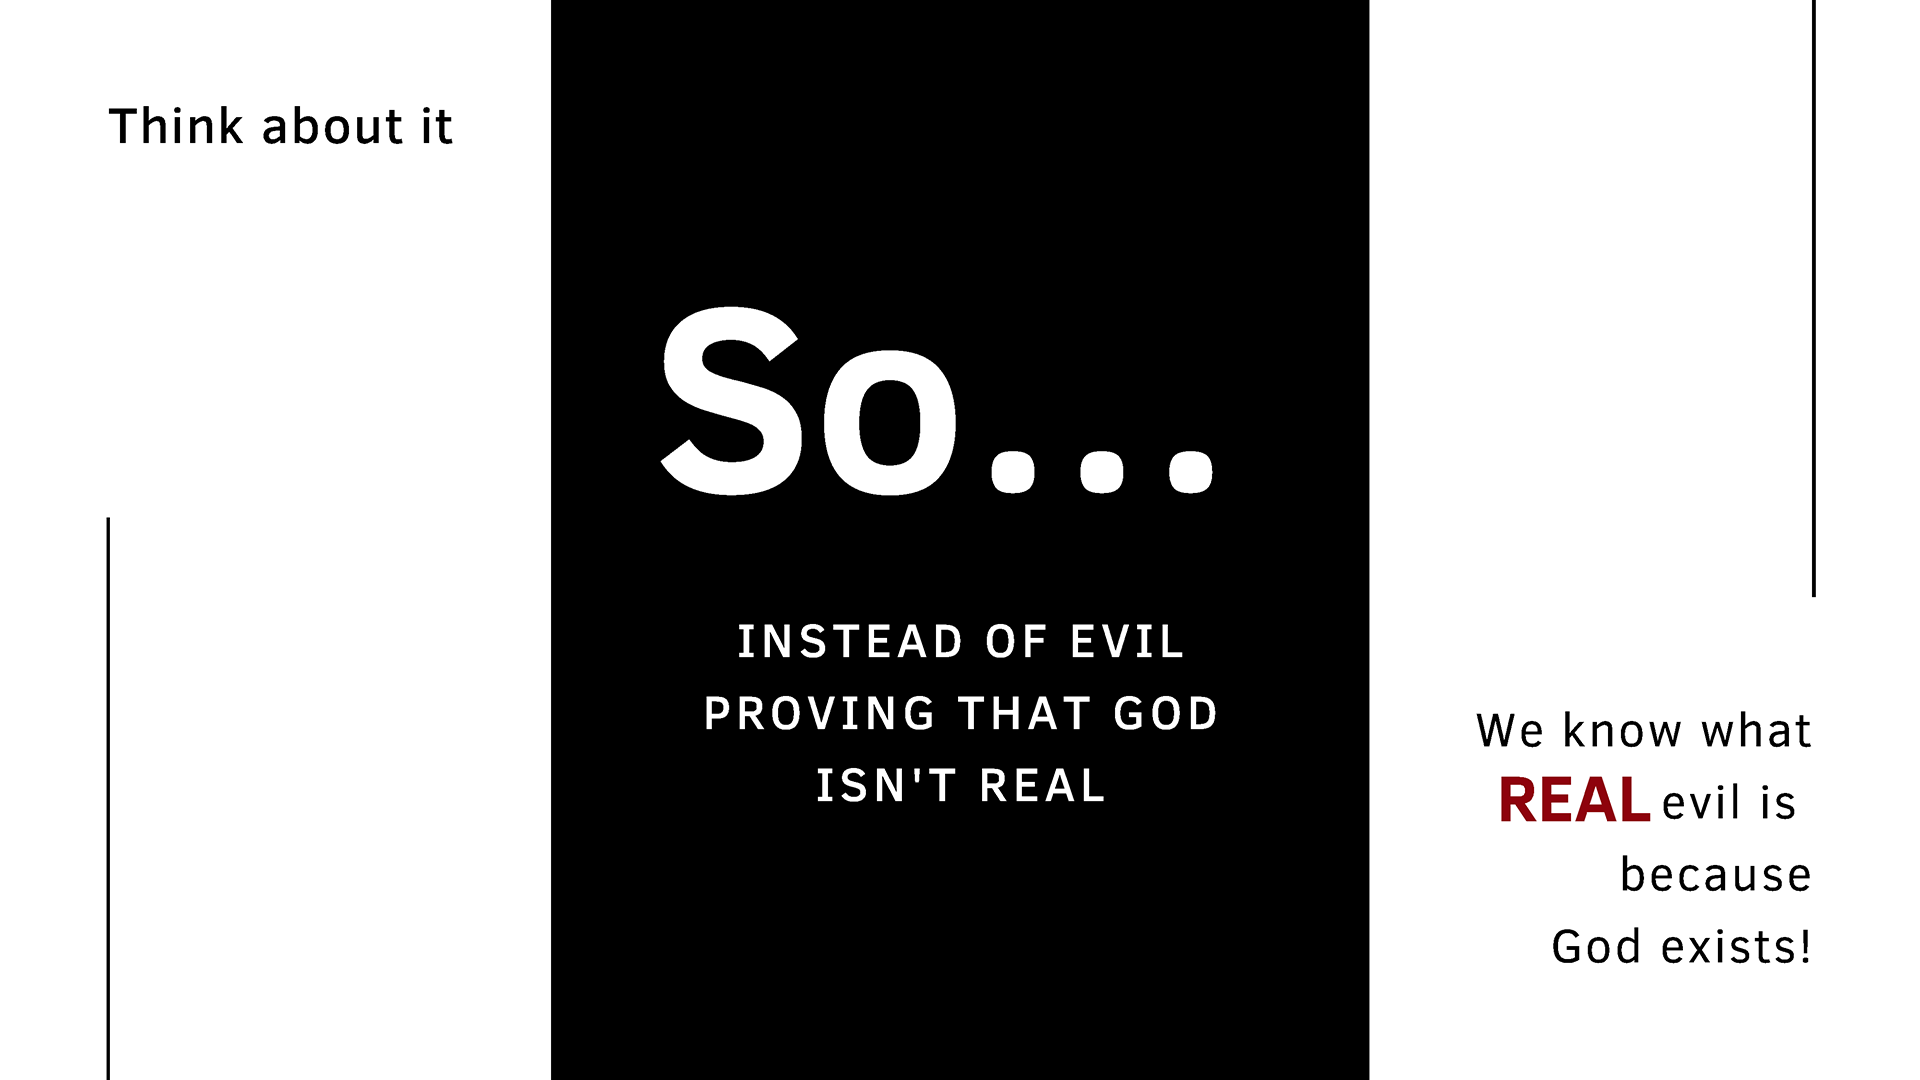 Think about it
So...
INSTEAD OF EVIL
PROVING THAT GOD
ISN'T REAL
We know what
REAL evil is
because
God exists!